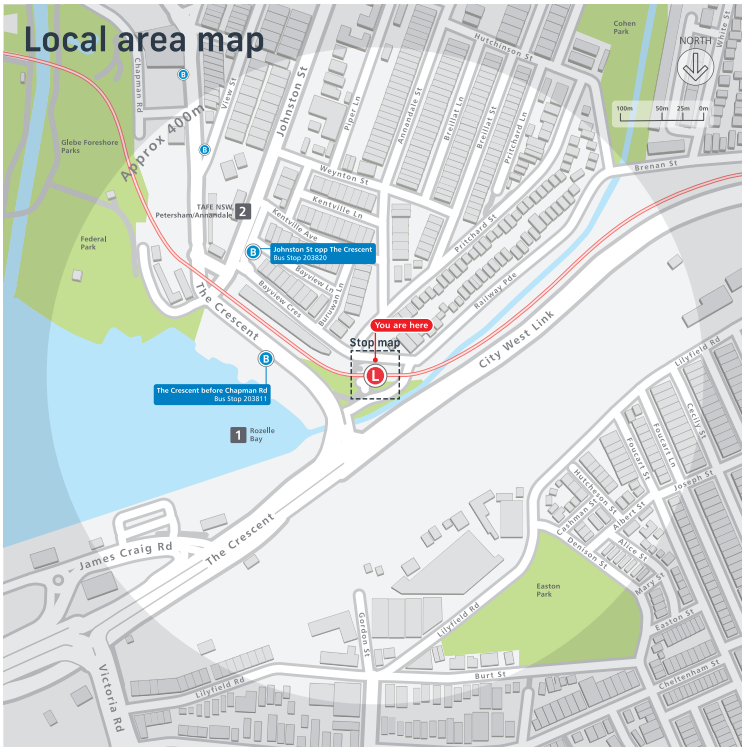 Local area map
Cohen
Park
White St
NORTH
Hutchinson St
Chapman Rd
B
View St
Johnston St
Piper Ln
Annandale St
Breillat Ln
Breillat St
Pritchard Ln
100m 50m 25m 0m
Approx 400m
Glebe Foreshore
Parks
B
Brenan St
Weynton St
Kentville Ln
TAFE NSW,
Petersham/Annandale
2
Kentville Ave
Pritchard St
Federal
Park
B
Johnston St opp The Crescent
Bus Stop 203820
Bayview Ln
Bayview Cres
Buruwan Ln
Railway Pde
The Crescent
You are here
Stop map
L
City West Link
Lilyfield Rd
B
The Crescent before Chapman Rd
Bus Stop 203811
1
Rozelle
Bay
Cecily St
Foucart Ln
Foucart St
Joseph St
Hutcheson St
Cashman St
Albert St
Alice St
Denison St
Mary St
James Craig Rd
The Crescent
Easton
Park
Lilyfield Rd
Gordon St
Easton St
Cheltenham St
Burt St
Lilyfield Rd
Victoria Rd